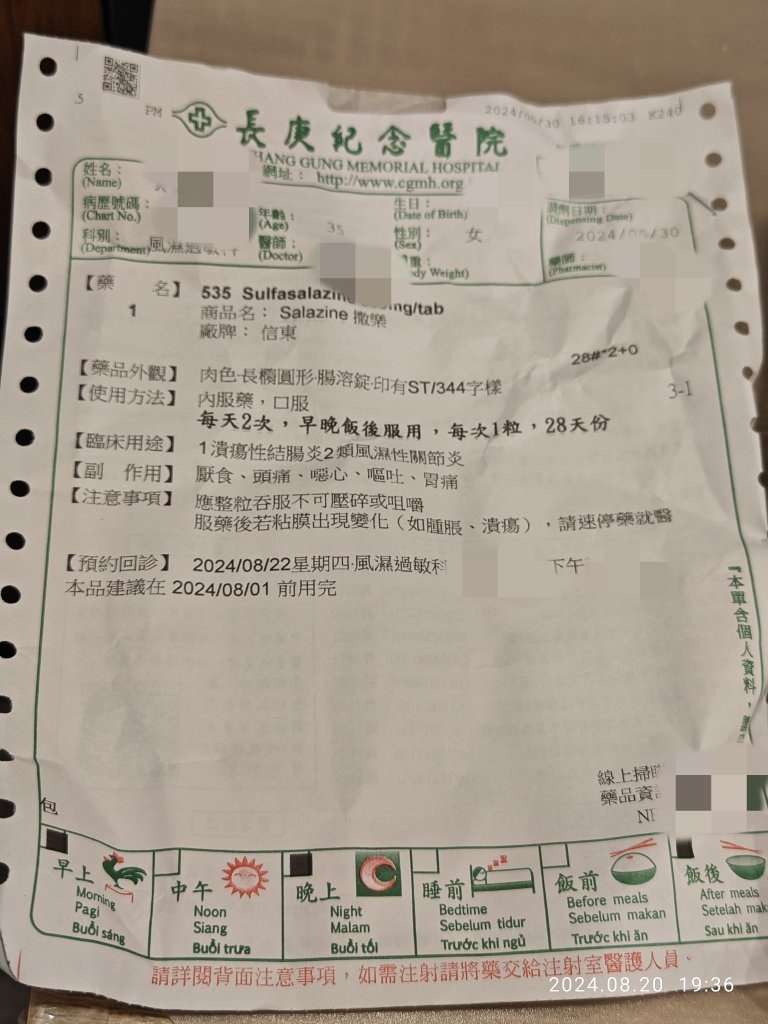 .5
PM
長庚紀念醫院
CHANG GUNG MEMORIAL HOSPITAL
網址： http://www.cgmh.org
16:15:03 R240
姓名：
(Name)
病歷號碼：
(Chart No.)
年齡：
(Age)
35
生日：
(Date of Birth)
調劑日期：
(Dispensing Date)
科別：
(Department)
風濕過敏科
醫師：
(Doctor)
性別：
(Sex)
女
藥師：
(Pharmacist)
【藥 名】 535 Sulfasalazine mg/tab
1
商品名： Salazine 撒樂
廠牌： 信東
28#*2+0
【藥品外觀】 肉色·長橢圓形·腸溶錠·印有ST/344字樣
3-1
【使用方法】 內服藥，口服
每天2次，早晚飯後服用，每次1粒，28天份
【臨床用途】 1潰瘍性結腸炎2類風濕性關節炎
【副 作用】 厭食、頭痛、噁心、嘔吐、胃痛
【注意事項】 應整粒吞服不可壓碎或咀嚼
服藥後若粘膜出現變化（如腫脹、潰瘍），請速停藥就醫
【預約回診】 2024/08/22星期四·風濕過敏科 下午
本品建議在 2024/08/01 前用完
『本單含個人資料，
線上掃
藥品資
包
早上
Morning
Pagi
Buổi sáng
中午
Noon
Siang
Buổi trưa
晚上
Night
Malam
Buổi tối
睡前
Bedtime
Sebelum tidur
Trước khi ngủ
飯前
Before meals
Sebelum makan
Trước khi ăn
飯後
After meals
Setelah mak
Sau khi ăn
請詳閱背面注意事項，如需注射請將藥交給注射室醫護人員。
2024.08.20 19:36